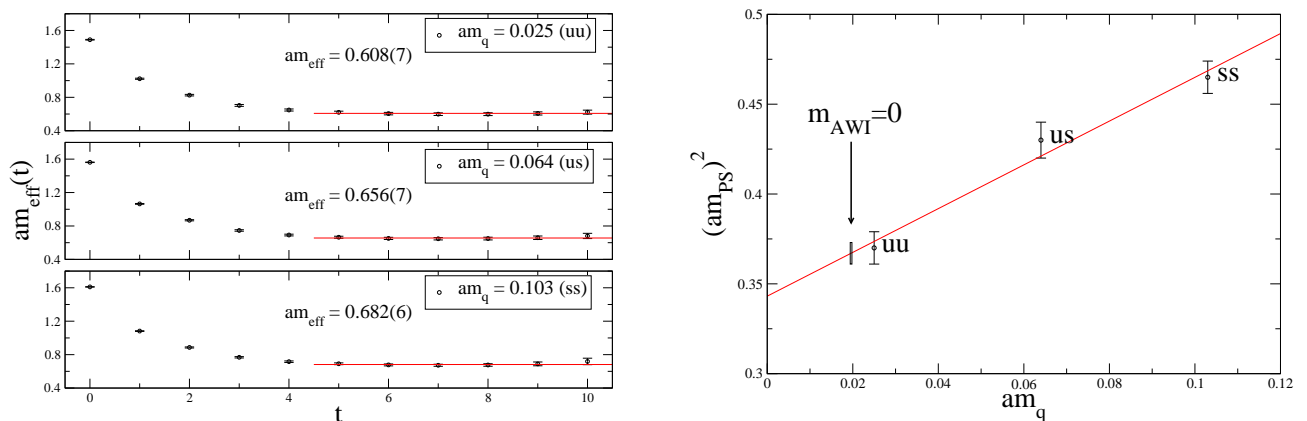 1.6
1.2
0.8
0.4
am_q = 0.025 (uu)
am_eff = 0.608(7)
1.6
1.2
0.8
0.4
am_q = 0.064 (us)
am_eff = 0.656(7)
am_eff(t)
1.6
1.2
0.8
0.4
am_q = 0.103 (ss)
am_eff = 0.682(6)
0 2 4 6 8 10
t
0.5
0.45
0.4
0.35
0.3
(am_PS)^2
m_AWI=0
uu
us
ss
0 0.02 0.04 0.06 0.08 0.1 0.12
am_q